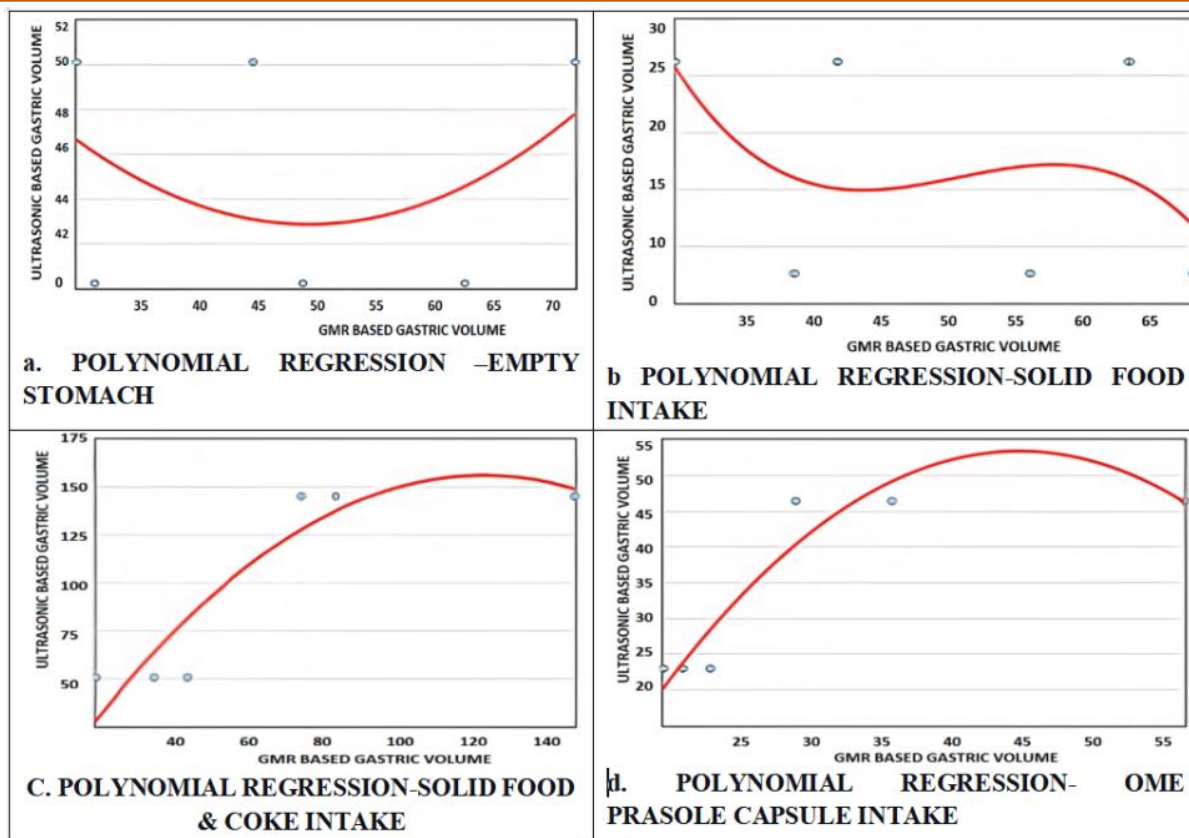 52
50
48
46
44
42
0
ULTRASONIC BASED GASTRIC VOLUME
35 40 45 50 55 60 65 70
GMR BASED GASTRIC VOLUME
a. POLYNOMIAL REGRESSION –EMPTY
STOMACH
30
25
20
15
10
0
ULTRASONIC BASED GASTRIC VOLUME
35 40 45 50 55 60 65
GMR BASED GASTRIC VOLUME
b POLYNOMIAL REGRESSION-SOLID FOOD
INTAKE
175
150
125
100
75
50
ULTRASONIC BASED GASTRIC VOLUME
40 60 80 100 120 140
GMR BASED GASTRIC VOLUME
C. POLYNOMIAL REGRESSION-SOLID FOOD
& COKE INTAKE
55
50
45
40
35
30
25
20
ULTRASONIC BASED GASTRIC VOLUME
25 30 35 40 45 50 55
GMR BASED GASTRIC VOLUME
d. POLYNOMIAL REGRESSION- OME
PRASOLE CAPSULE INTAKE